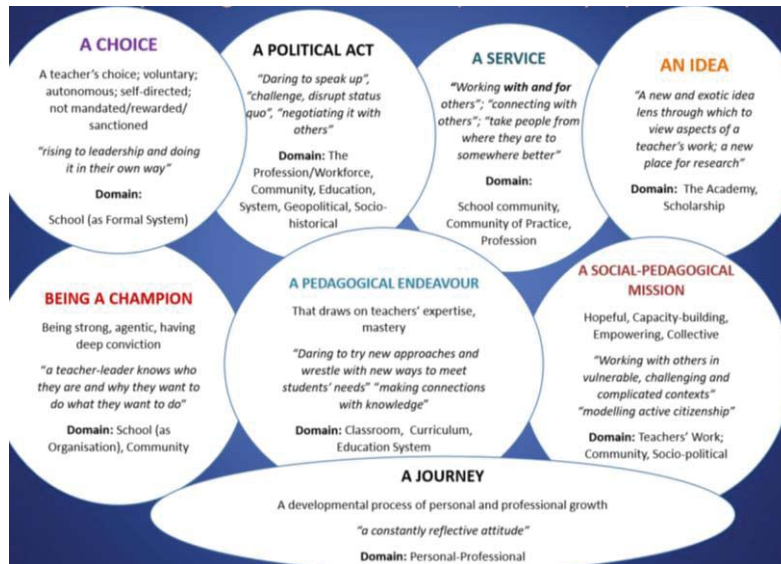 A CHOICE
A teacher's choice; voluntary;
autonomous; self-directed;
not mandated/rewarded/
sanctioned
"rising to leadership and doing
it in their own way"
Domain:
School (as Formal System)
A POLITICAL ACT
"Daring to speak up",
"challenge, disrupt status
quo", "negotiating it with
others"
Domain: The
Profession/Workforce,
Community, Education,
System, Geopolitical, Socio-
historical
A SERVICE
"Working with and for
others"; "connecting with
others"; "take people from
where they are to
somewhere better"
Domain:
School community,
Community of Practice,
Profession
AN IDEA
"A new and exotic idea
lens through which to
view aspects of a
teacher's work; a new
place for research"
Domain: The Academy,
Scholarship
BEING A CHAMPION
Being strong, agentic, having
deep conviction
"a teacher-leader knows who
they are and why they want to
do what they want to do"
Domain: School (as
Organisation), Community
A PEDAGOGICAL ENDEAVOUR
That draws on teachers' expertise,
mastery
"Daring to try new approaches and
wrestle with new ways to meet
students' needs" "making connections
with knowledge"
Domain: Classroom, Curriculum,
Education System
A SOCIAL-PEDAGOGICAL
MISSION
Hopeful, Capacity-building,
Empowering, Collective
"Working with others in
vulnerable, challenging and
complicated contexts"
"modelling active citizenship"
Domain: Teachers' Work;
Community, Socio-political
A JOURNEY
A developmental process of personal and professional growth
"a constantly reflective attitude"
Domain: Personal-Professional